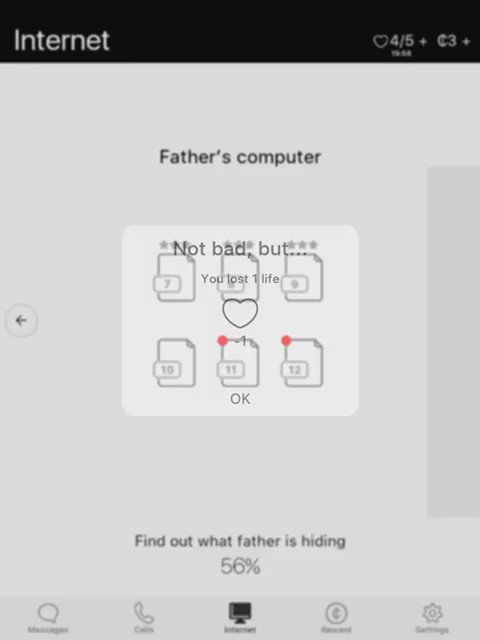 Internet
4/5 + ₵3 +
19:58
Father's computer
Not bad, but...
You lost 1 life
7 8 9
-1
10 11 12
OK
Find out what father is hiding
56%
Messages Calls Internet Reward Settings